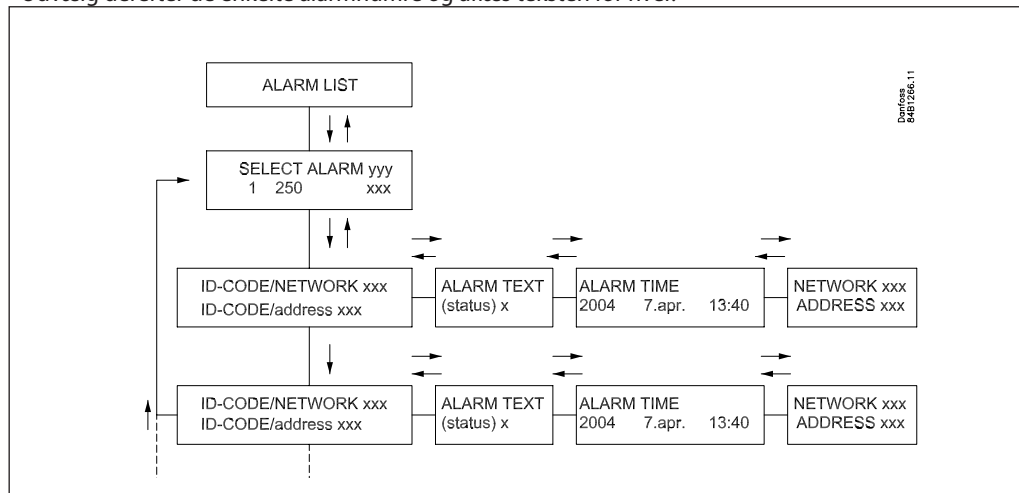 ALARM LIST
Danfoss
84B1266.11
SELECT ALARM yyy
1 250 xxx
ID-CODE/NETWORK xxx
ID-CODE/address xxx
ALARM TEXT
(status) x
ALARM TIME
2004 7.apr. 13:40
NETWORK xxx
ADDRESS xxx
ID-CODE/NETWORK xxx
ID-CODE/address xxx
ALARM TEXT
(status) x
ALARM TIME
2004 7.apr. 13:40
NETWORK xxx
ADDRESS xxx